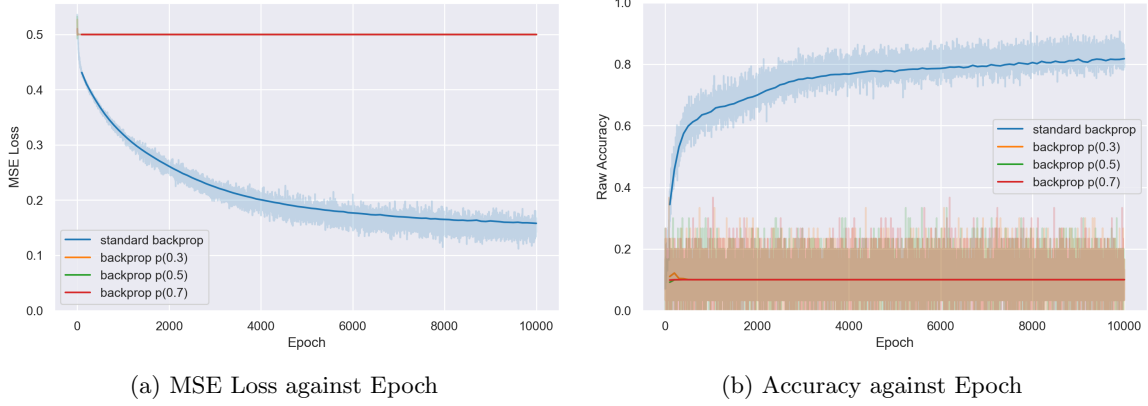 0.5
0.4
0.3
0.2
0.1
0.0
MSE Loss
0
2000
4000
6000
8000
10000
Epoch
standard backprop
backprop p(0.3)
backprop p(0.5)
backprop p(0.7)
(a) MSE Loss against Epoch
1.0
0.8
0.6
0.4
0.2
0.0
Raw Accuracy
0
2000
4000
6000
8000
10000
Epoch
standard backprop
backprop p(0.3)
backprop p(0.5)
backprop p(0.7)
(b) Accuracy against Epoch